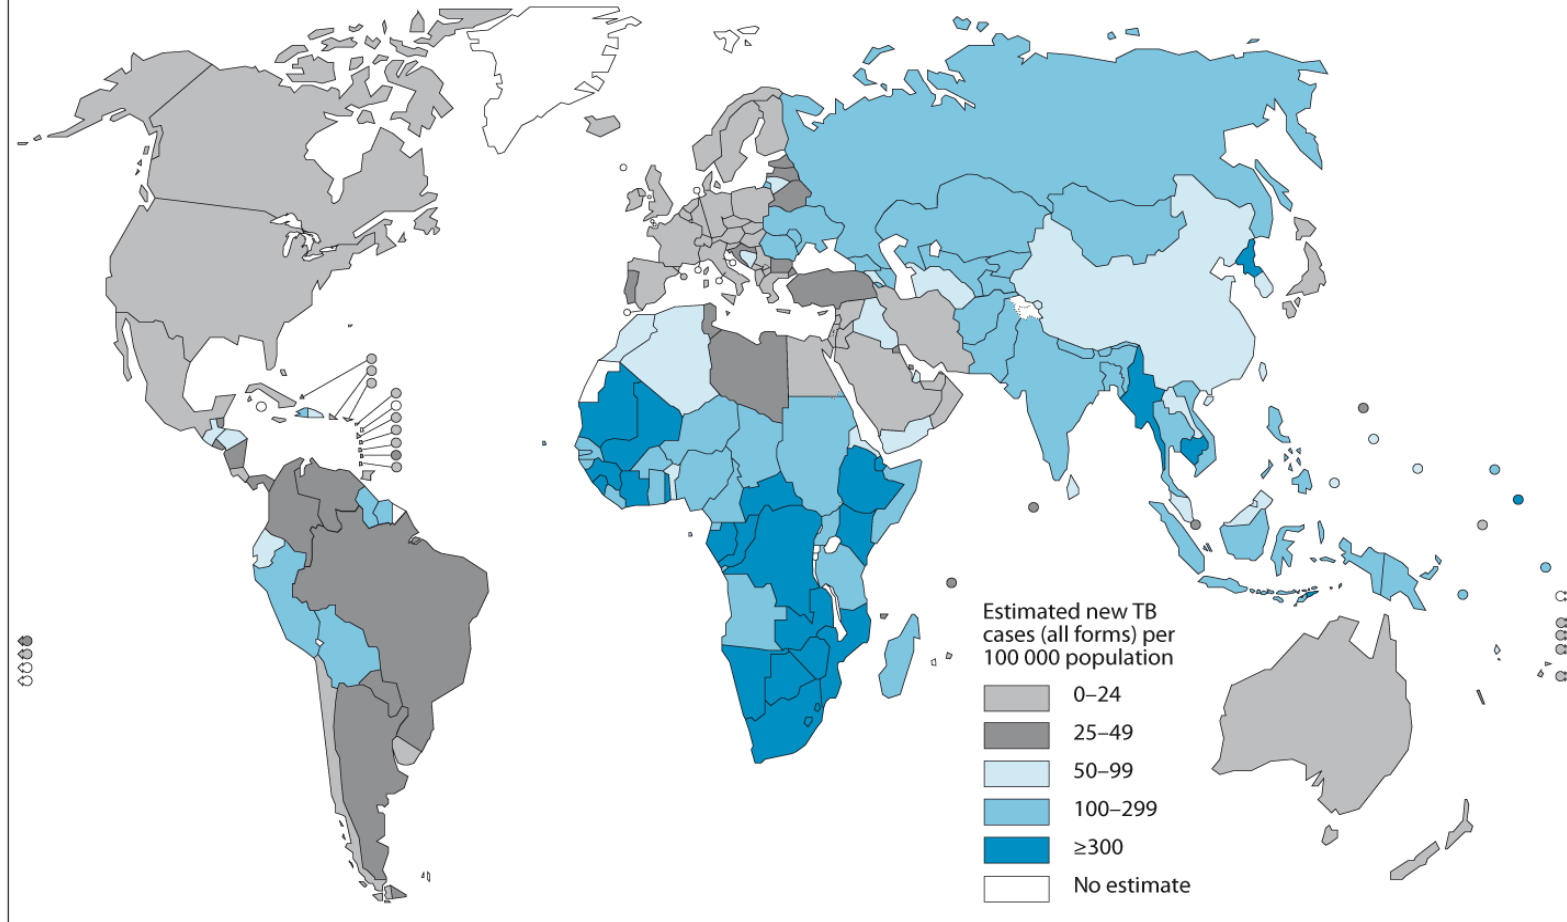 Estimated new TB
cases (all forms) per
100 000 population
0–24
25–49
50–99
100–299
≥300
No estimate